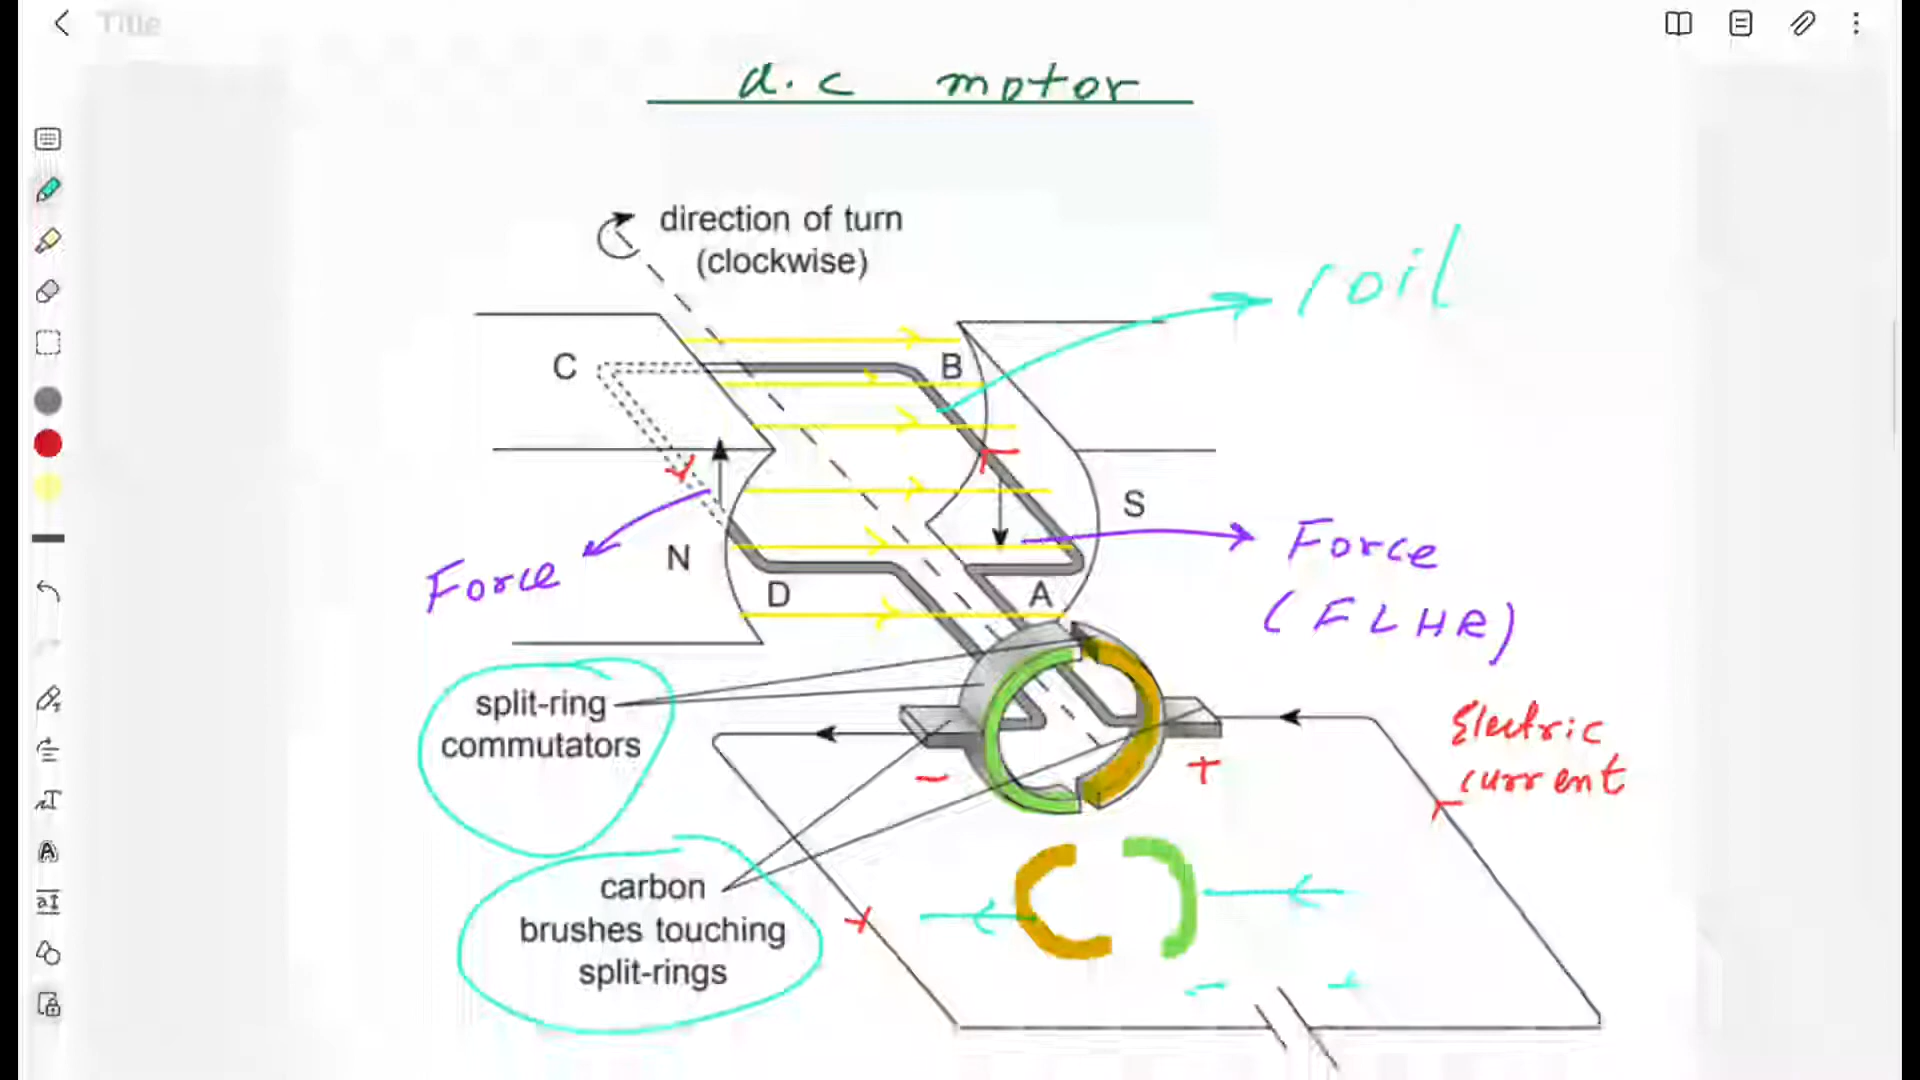 Title
d.c motor
direction of turn
(clockwise)
coil
C
B
S
N
Force
Force
(FLHR)
D
A
split-ring
commutators
Electric
current
-
+
carbon
brushes touching
split-rings
-
+